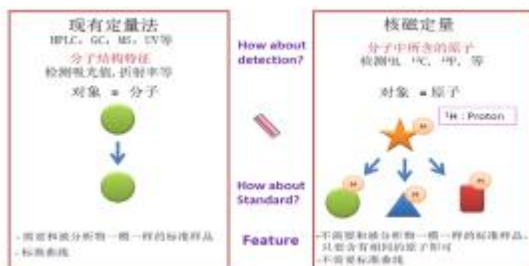 现有定量法
HPLC, GC, MS, UV等
分子结构特征
检测吸光值,折射率等
对象 = 分子
- 需要和被分析物一模一样的标准样品
- 标准曲线
How about detection?
How about Standard?
Feature
核磁定量
分子中所含的原子
检测¹H, ¹³C, ¹⁹F, 等
对象 = 原子
¹H : Proton
H
H
H
H
-不需要和被分析物一模一样的标准样品
只要含有相同的原子即可
-不需要标准曲线